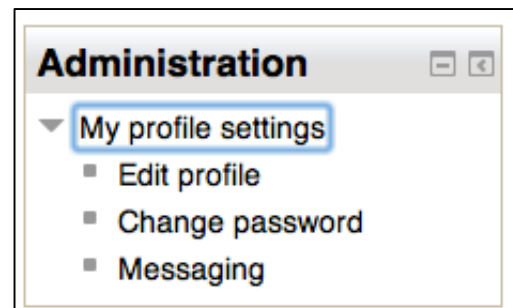 Administration
My profile settings
Edit profile
Change password
Messaging